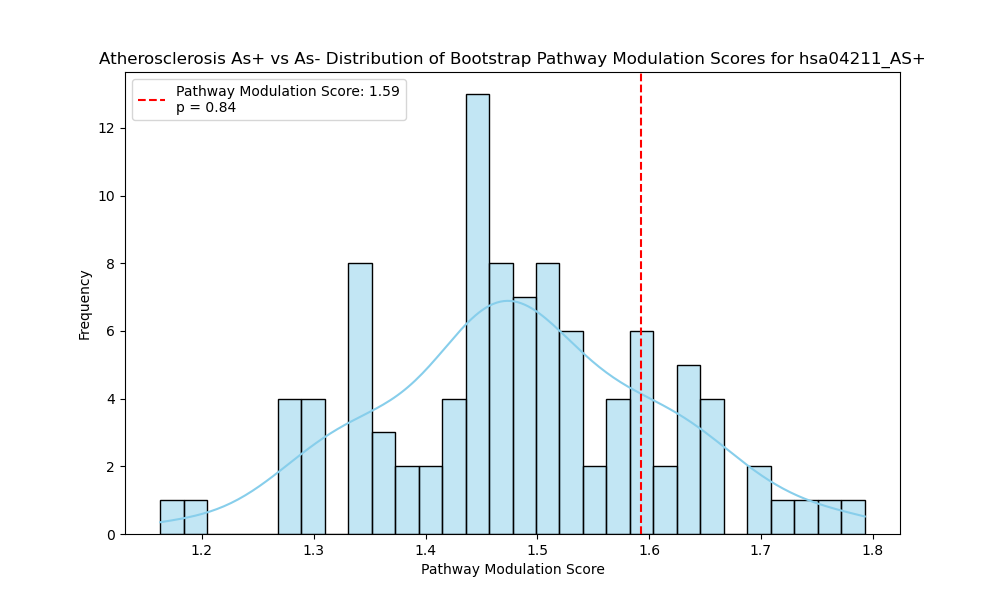 Atherosclerosis As+ vs As- Distribution of Bootstrap Pathway Modulation Scores for hsa04211_AS+
Pathway Modulation Score: 1.59
p = 0.84
Frequency
12
10
8
6
4
2
0
1.2 1.3 1.4 1.5 1.6 1.7 1.8
Pathway Modulation Score